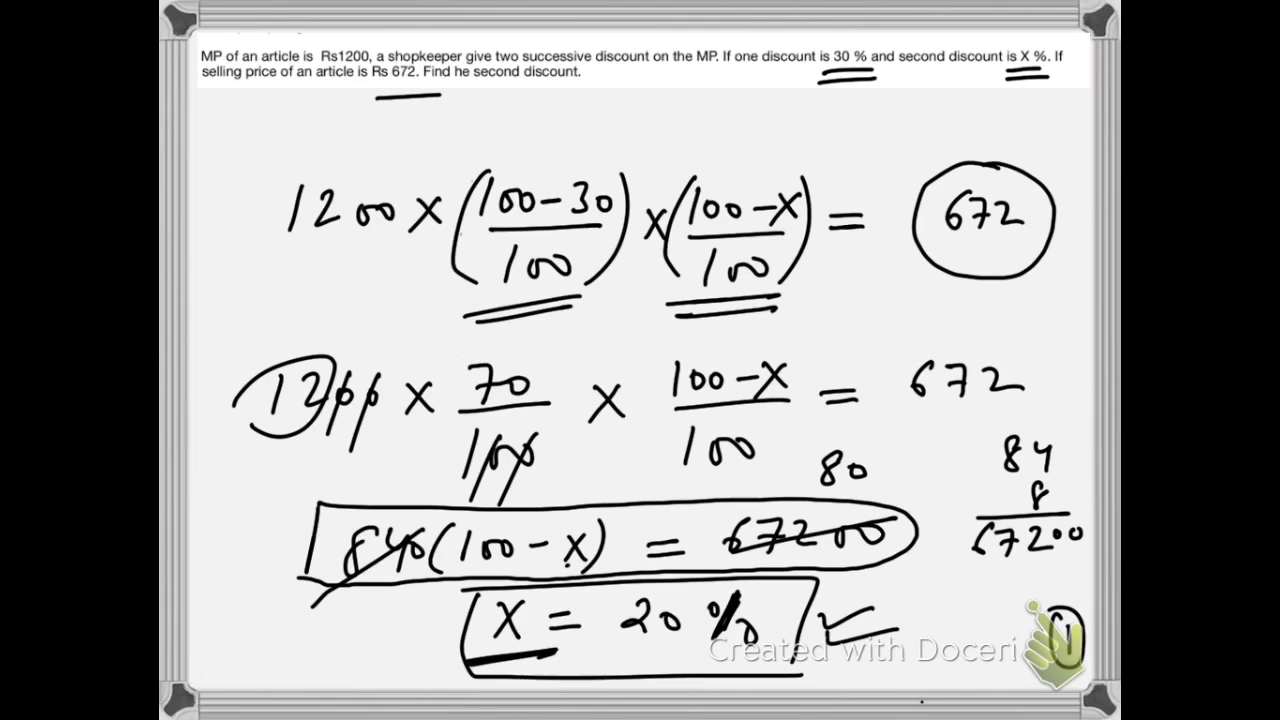 MP of an article is Rs1200, a shopkeeper give two successive discount on the MP. If one discount is 30 % and second discount is X %. If
selling price of an article is Rs 672. Find he second discount.
1200 × (100-30/100) × (100-X/100) = 672
1200 × 70/100 × 100-X/100 = 672
80
84
8
67200
840(100-X) = 67200
X = 20%
Created with Doceri